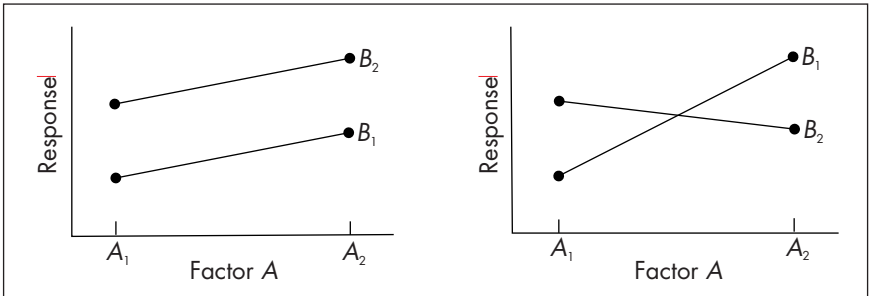 Response
B₂
B₁
A₁ A₂
Factor A
Response
B₁
B₂
A₁ A₂
Factor A